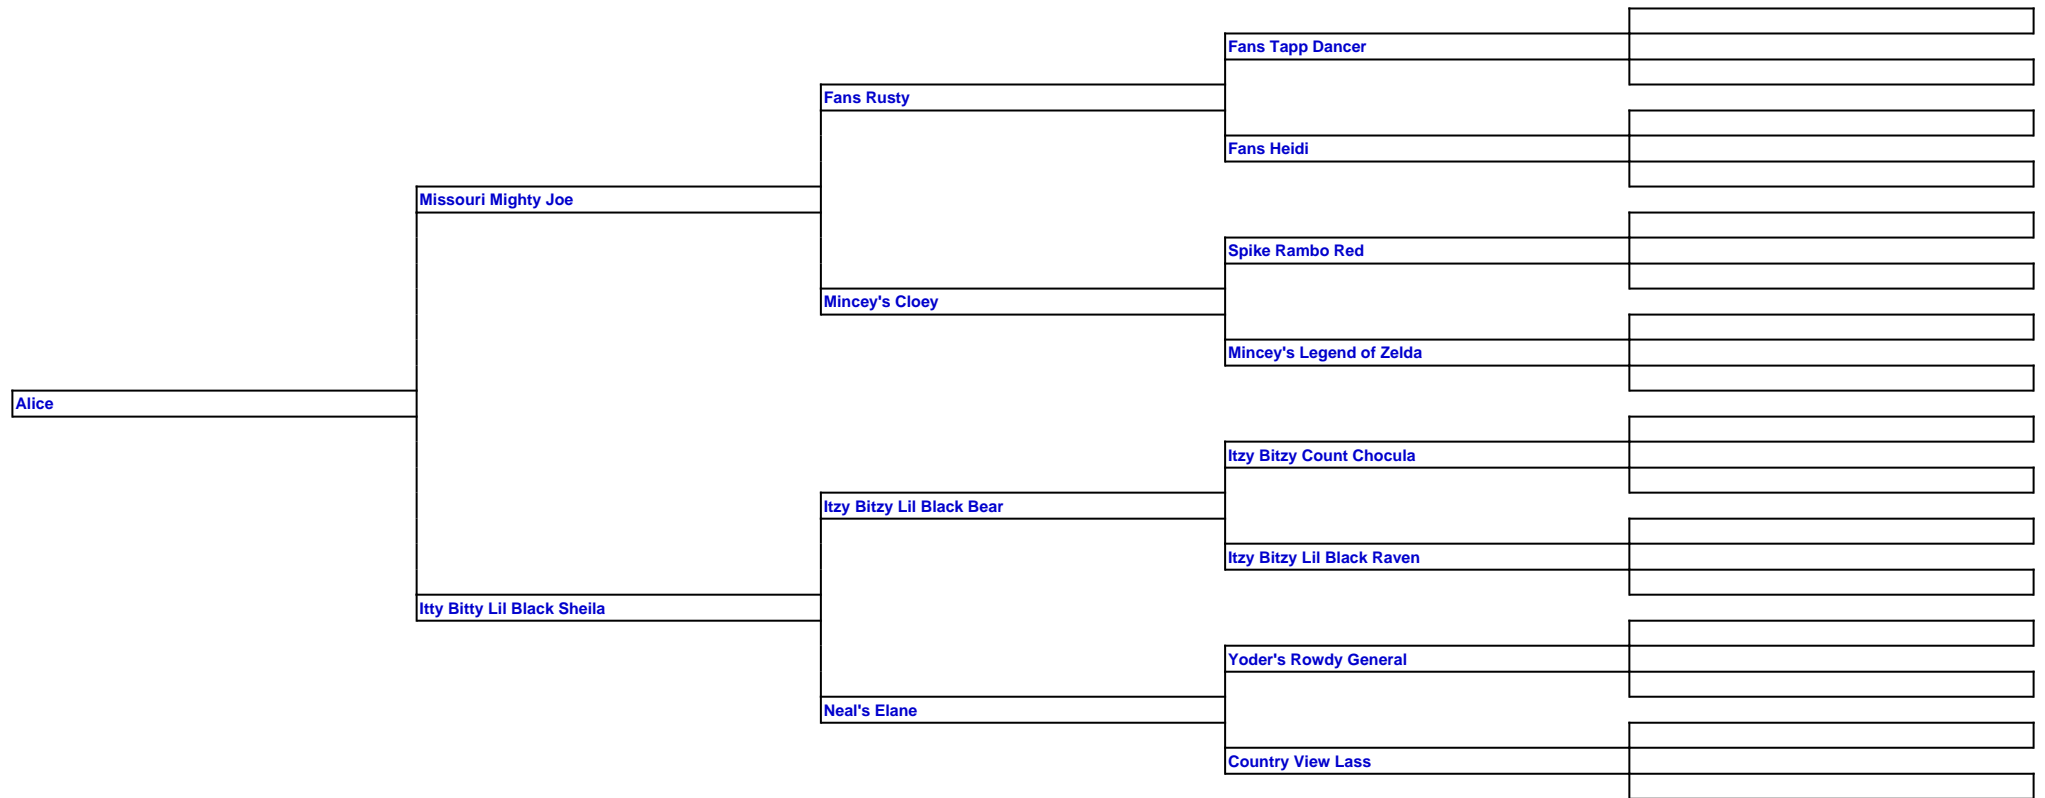 Fans Tapp Dancer
Fans Rusty
Fans Heidi
Missouri Mighty Joe
Spike Rambo Red
Mincey's Cloey
Mincey's Legend of Zelda
Alice
Itzy Bitzy Count Chocula
Itzy Bitzy Lil Black Bear
Itzy Bitzy Lil Black Raven
Itty Bitty Lil Black Sheila
Yoder's Rowdy General
Neal's Elane
Country View Lass